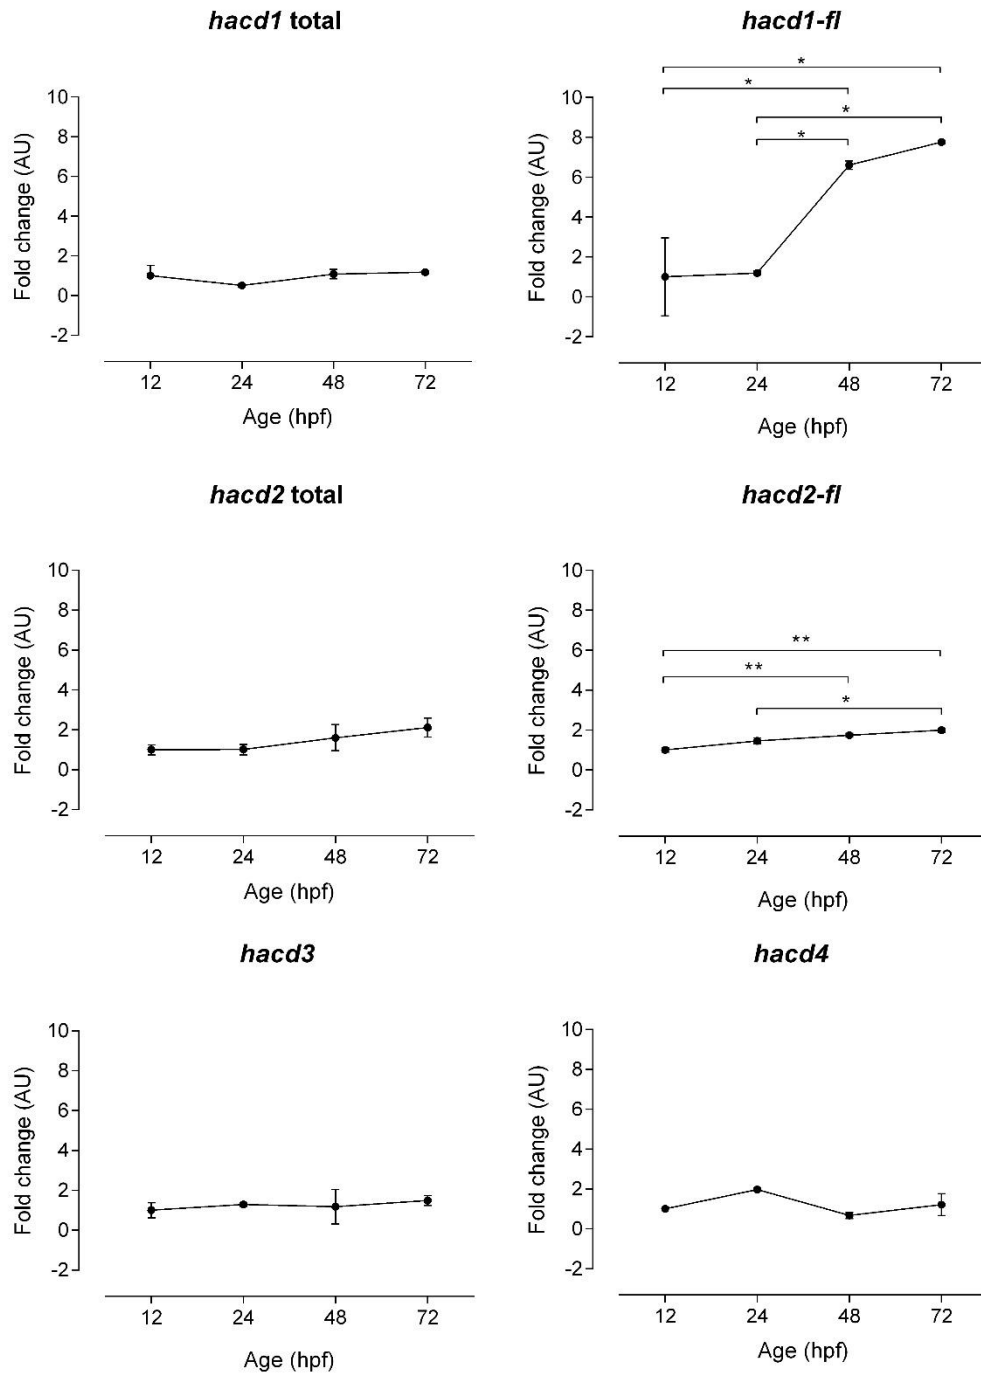 hacd1 total
Fold change (AU)
10
8
6
4
2
0
-2
12 24 48 72
Age (hpf)
hacd1-fl
*
*
*
*
Fold change (AU)
10
8
6
4
2
0
-2
12 24 48 72
Age (hpf)
hacd2 total
Fold change (AU)
10
8
6
4
2
0
-2
12 24 48 72
Age (hpf)
hacd2-fl
**
**
*
Fold change (AU)
10
8
6
4
2
0
-2
12 24 48 72
Age (hpf)
hacd3
Fold change (AU)
10
8
6
4
2
0
-2
12 24 48 72
Age (hpf)
hacd4
Fold change (AU)
10
8
6
4
2
0
-2
12 24 48 72
Age (hpf)